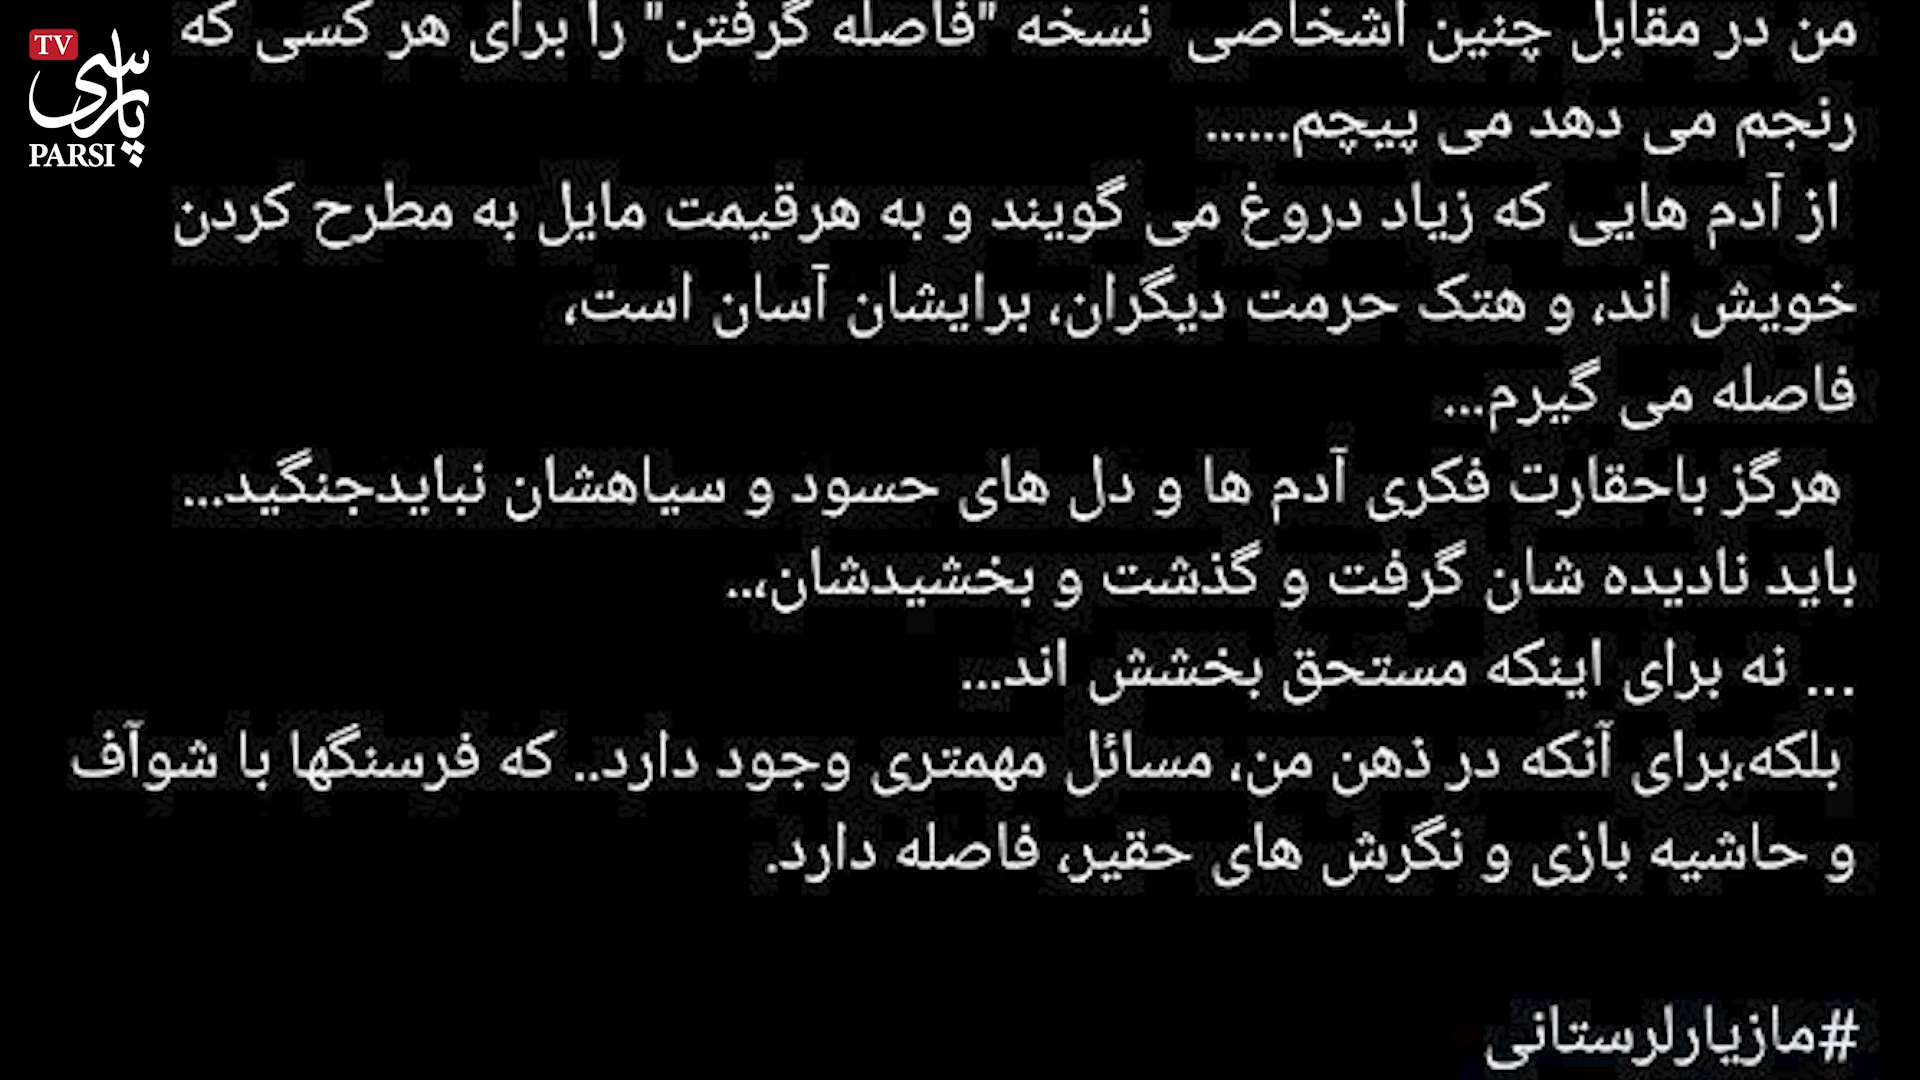 TV
پارسی
PARSI
من در مقابل چنین اشخاصی  نسخه "فاصله گرفتن" را برای هر کسی که
رنجم می دهد می پیچم......
از آدم هایی که زیاد دروغ می گویند و به هرقیمت مایل به مطرح کردن
خویش اند، و هتک حرمت دیگران، برایشان آسان است،
فاصله می گیرم...
هرگز باحقارت فکری آدم ها و دل های حسود و سیاهشان نبایدجنگید...
باید نادیده شان گرفت و گذشت و بخشیدشان،..
... نه برای اینکه مستحق بخشش اند...
بلکه،برای آنکه در ذهن من، مسائل مهمتری وجود دارد.. که فرسنگها با شوآف
و حاشیه بازی و نگرش های حقیر، فاصله دارد.
#مازیارلرستانی